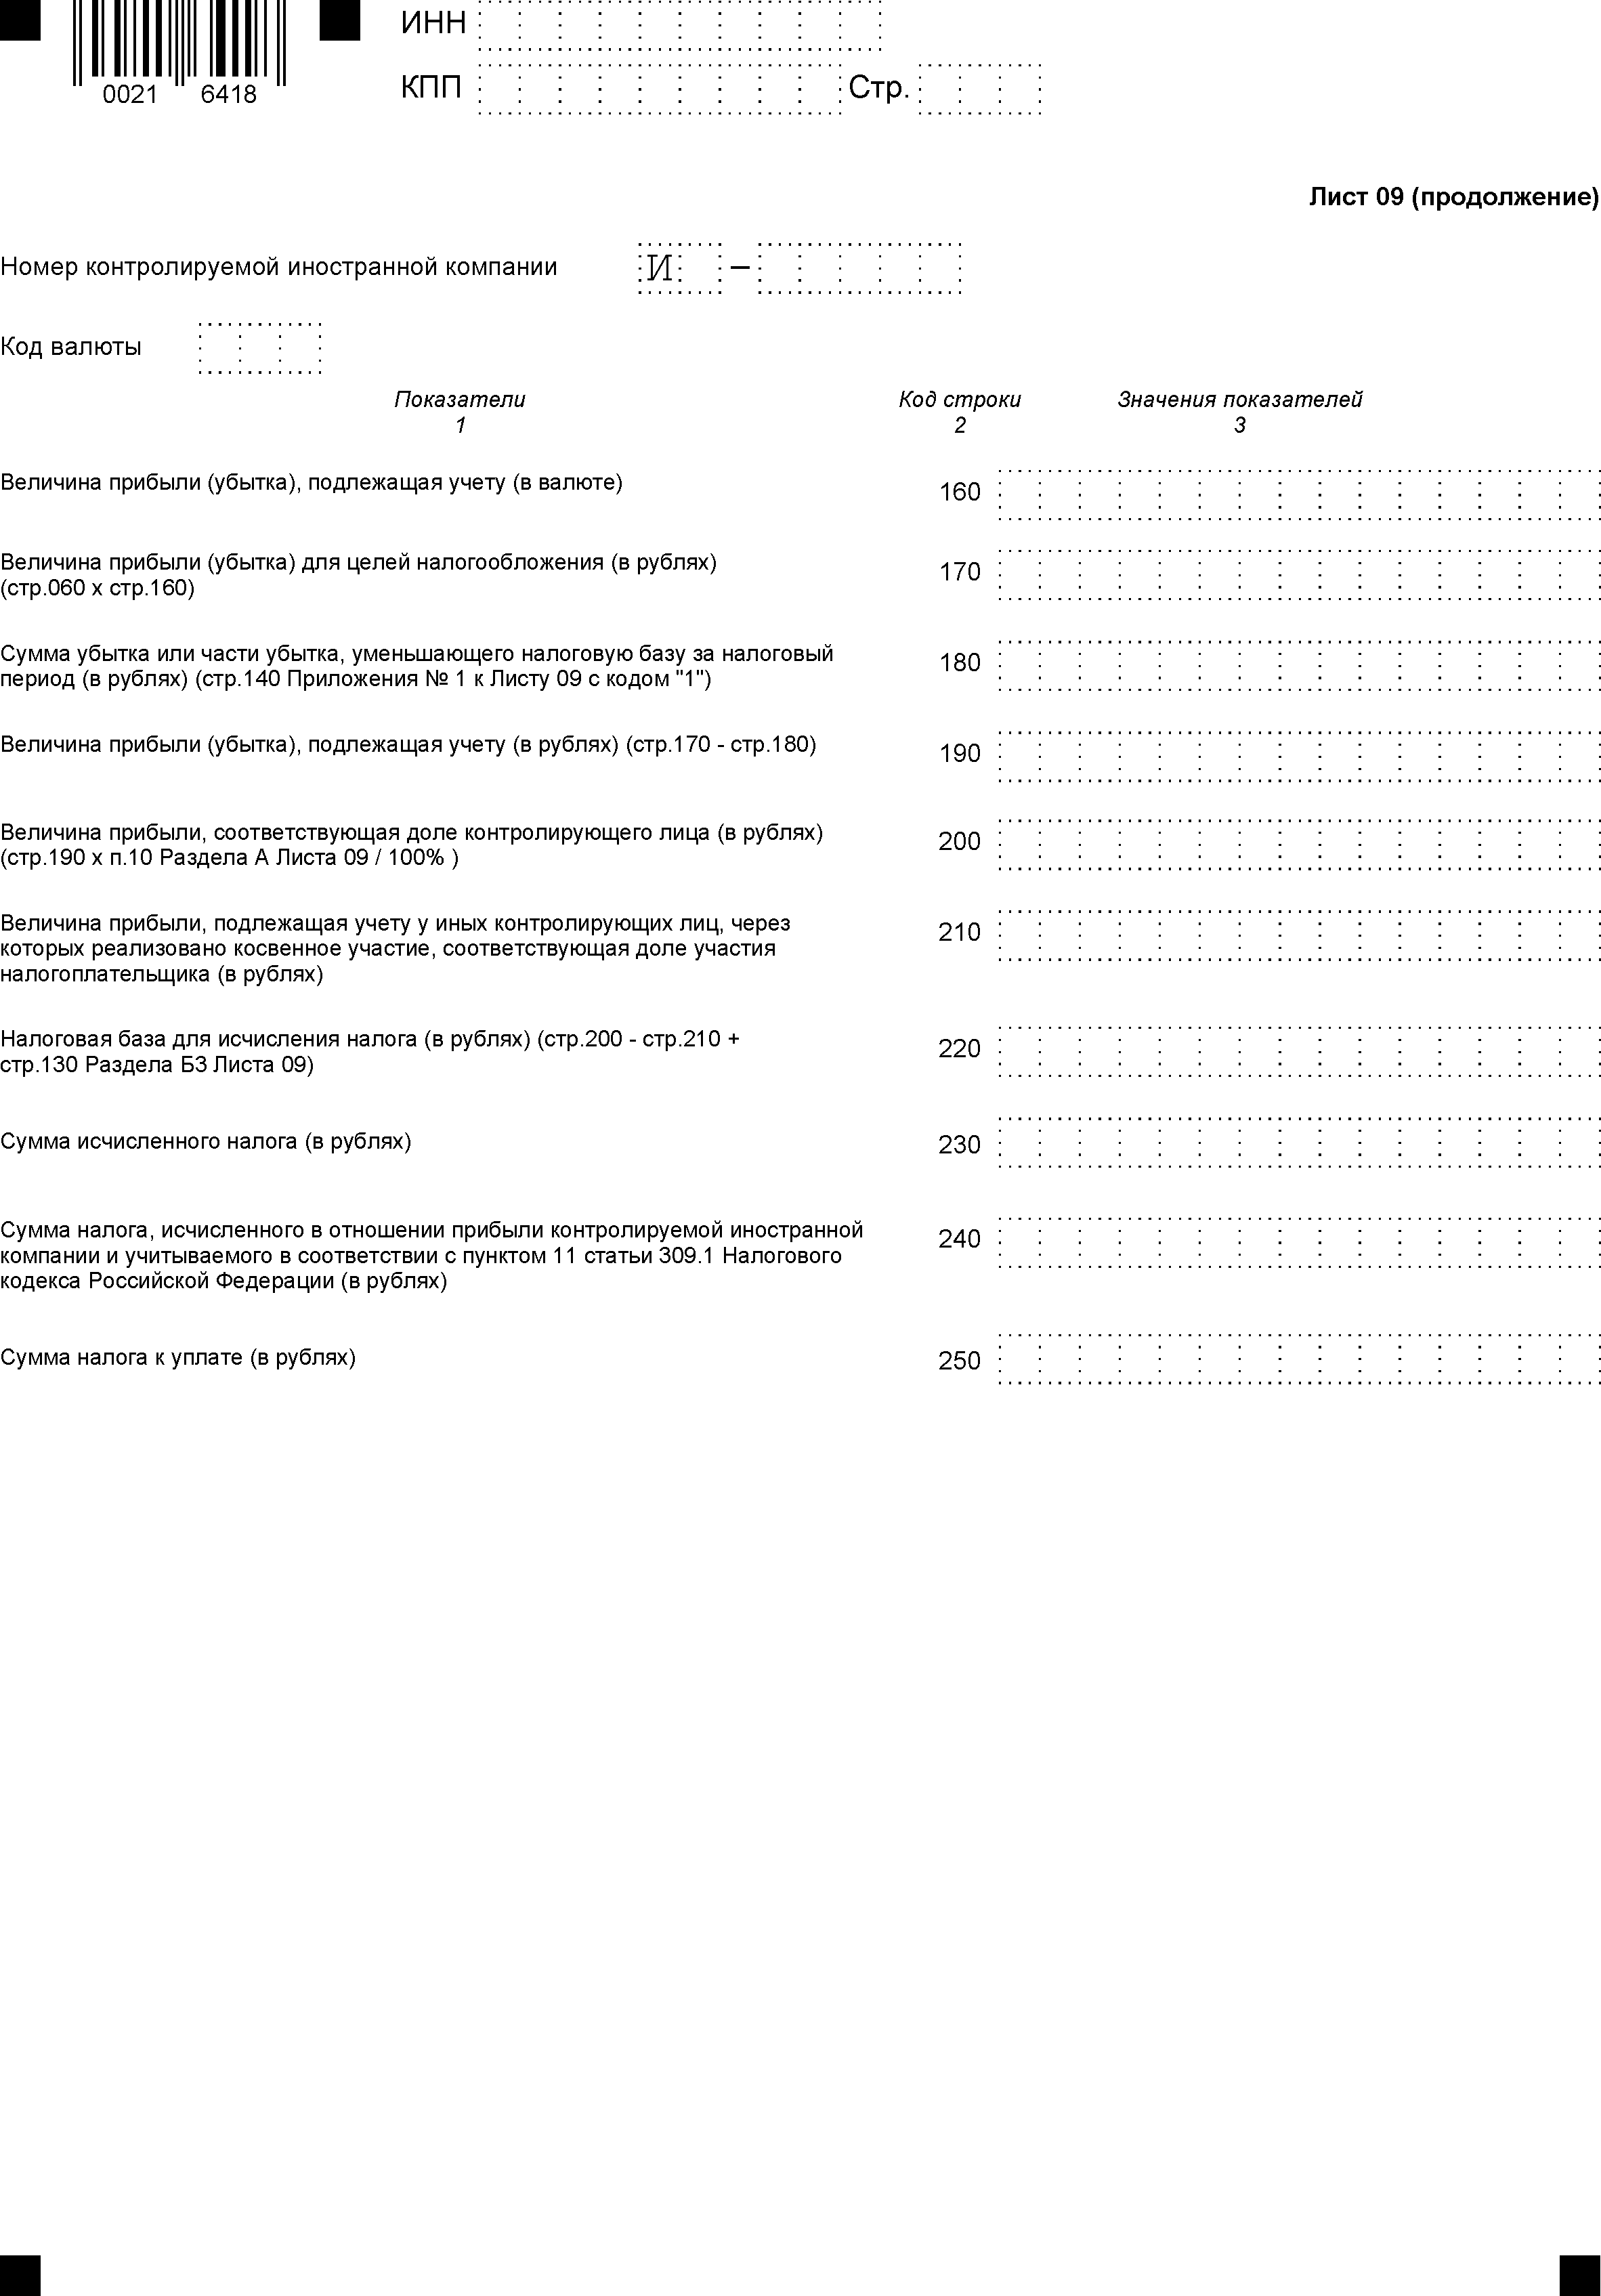 ИНН
0021 6418
КПП Стр.
Лист 09 (продолжение)
Номер контролируемой иностранной компании И –
Код валюты
Показатели Код строки Значения показателей
1 2 3
Величина прибыли (убытка), подлежащая учету (в валюте) 160
Величина прибыли (убытка) для целей налогообложения (в рублях) 170
(стр.060 x стр.160)
Сумма убытка или части убытка, уменьшающего налоговую базу за налоговый 180
период (в рублях) (стр.140 Приложения № 1 к Листу 09 с кодом "1")
Величина прибыли (убытка), подлежащая учету (в рублях) (стр.170 - стр.180) 190
Величина прибыли, соответствующая доле контролирующего лица (в рублях) 200
(стр.190 x п.10 Раздела А Листа 09 / 100% )
Величина прибыли, подлежащая учету у иных контролирующих лиц, через 210
которых реализовано косвенное участие, соответствующая доле участия
налогоплательщика (в рублях)
Налоговая база для исчисления налога (в рублях) (стр.200 - стр.210 + 220
стр.130 Раздела Б3 Листа 09)
Сумма исчисленного налога (в рублях) 230
Сумма налога, исчисленного в отношении прибыли контролируемой иностранной 240
компании и учитываемого в соответствии с пунктом 11 статьи 309.1 Налогового
кодекса Российской Федерации (в рублях)
Сумма налога к уплате (в рублях) 250